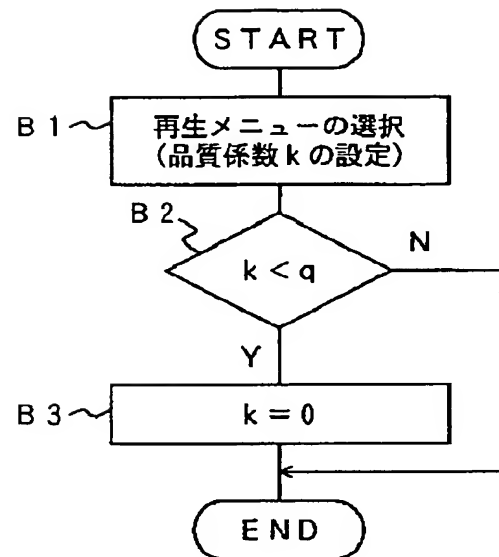 START
B1
再生メニューの選択
(品質係数kの設定)
B2
N
k<q
Y
B3
k=0
END